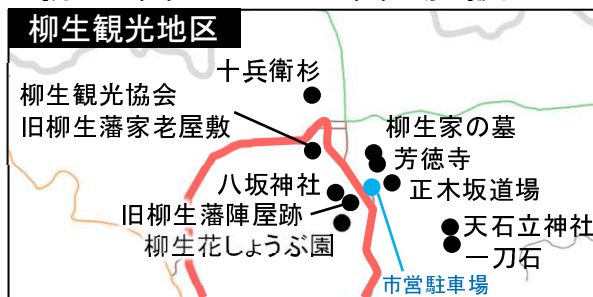 柳生観光地区
十兵衛杉
柳生観光協会
旧柳生藩家老屋敷
柳生家の墓
芳徳寺
正木坂道場
八坂神社
旧柳生藩陣屋跡
柳生花しょうぶ園
天石立神社
一刀石
市営駐車場